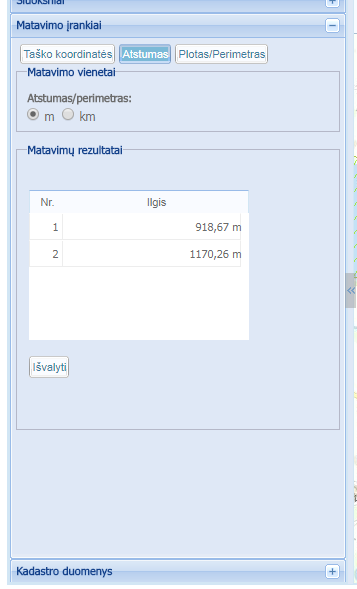 Sluoksniai
Matavimo įrankiai
Taško koordinatės Atstumas Plotas/Perimetras
Matavimo vienetai
Atstumas/perimetras:
m km
Matavimų rezultatai
Nr. Ilgis
1 918,67 m
2 1170,26 m
Išvalyti
Kadastro duomenys